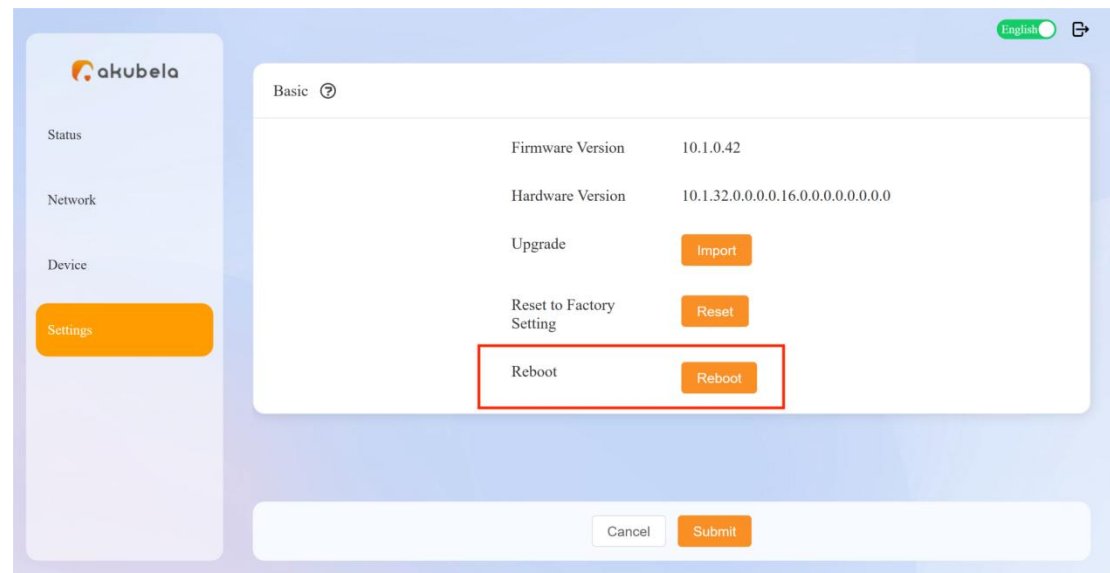 English
akubela
Basic ?
Status
Network
Device
Settings
Firmware Version 10.1.0.42
Hardware Version 10.1.32.0.0.0.0.16.0.0.0.0.0.0.0.0
Upgrade Import
Reset to Factory
Setting Reset
Reboot Reboot
Cancel Submit